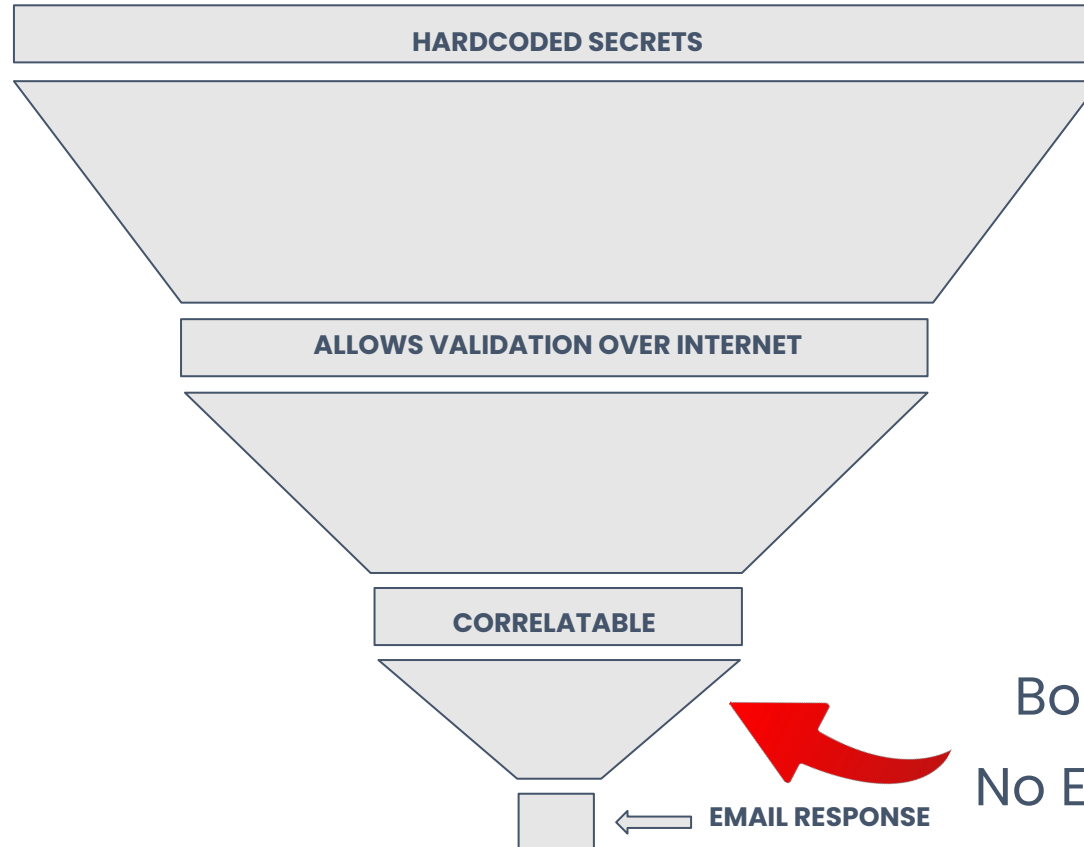 HARDCODED SECRETS
ALLOWS VALIDATION OVER INTERNET
CORRELATABLE
Bo
No E
EMAIL RESPONSE